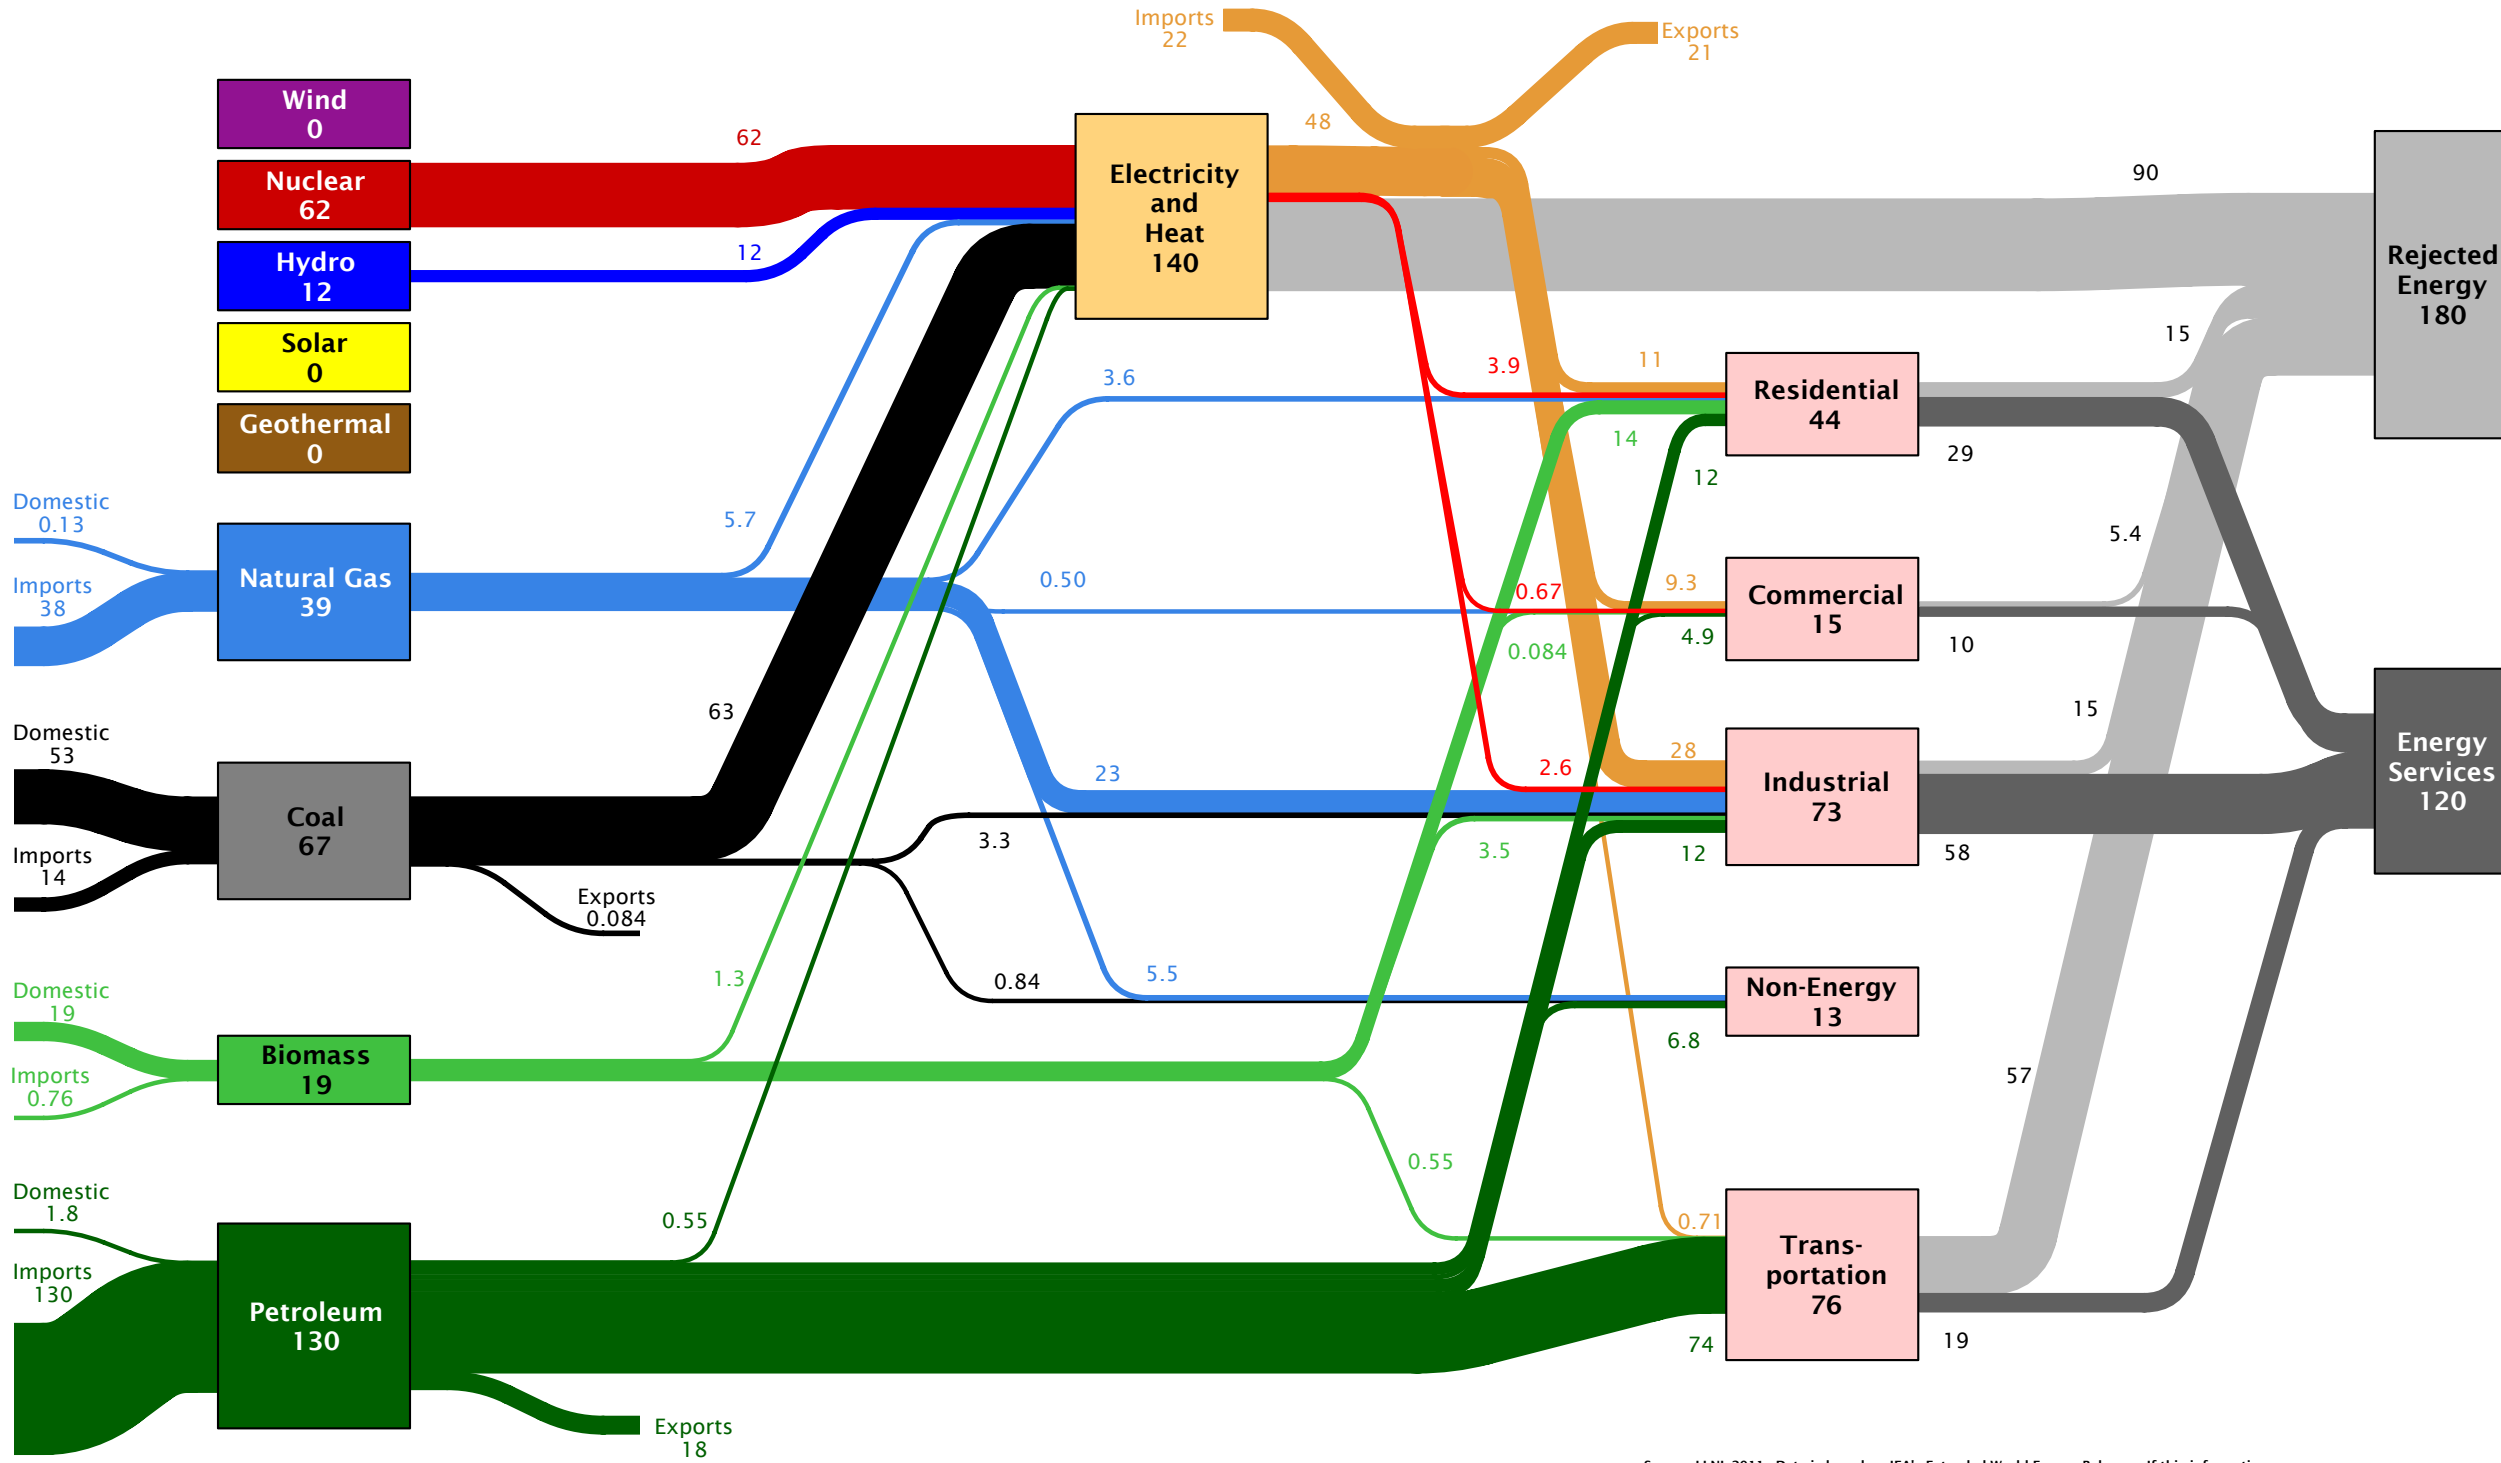 Imports
22
Exports
21
Wind
0
62
48
Nuclear
62
Electricity
and
Heat
140
90
Rejected
Energy
180
Hydro
12
12
Solar
0
15
3.9
11
3.6
Residential
44
Geothermal
0
14
29
12
Domestic
0.13
5.7
5.4
Imports
38
Natural Gas
39
0.50
0.67
9.3
Commercial
15
0.084
4.9
10
63
15
Domestic
53
28
Energy
Services
120
23
2.6
Industrial
73
Coal
67
3.3
3.5
12
58
Imports
14
Exports
0.084
1.3
0.84
5.5
Non-Energy
13
Domestic
19
6.8
Imports
0.76
Biomass
19
57
0.55
Domestic
1.8
0.55
0.71
Imports
130
Trans-
portation
76
Petroleum
130
74
19
Exports
18